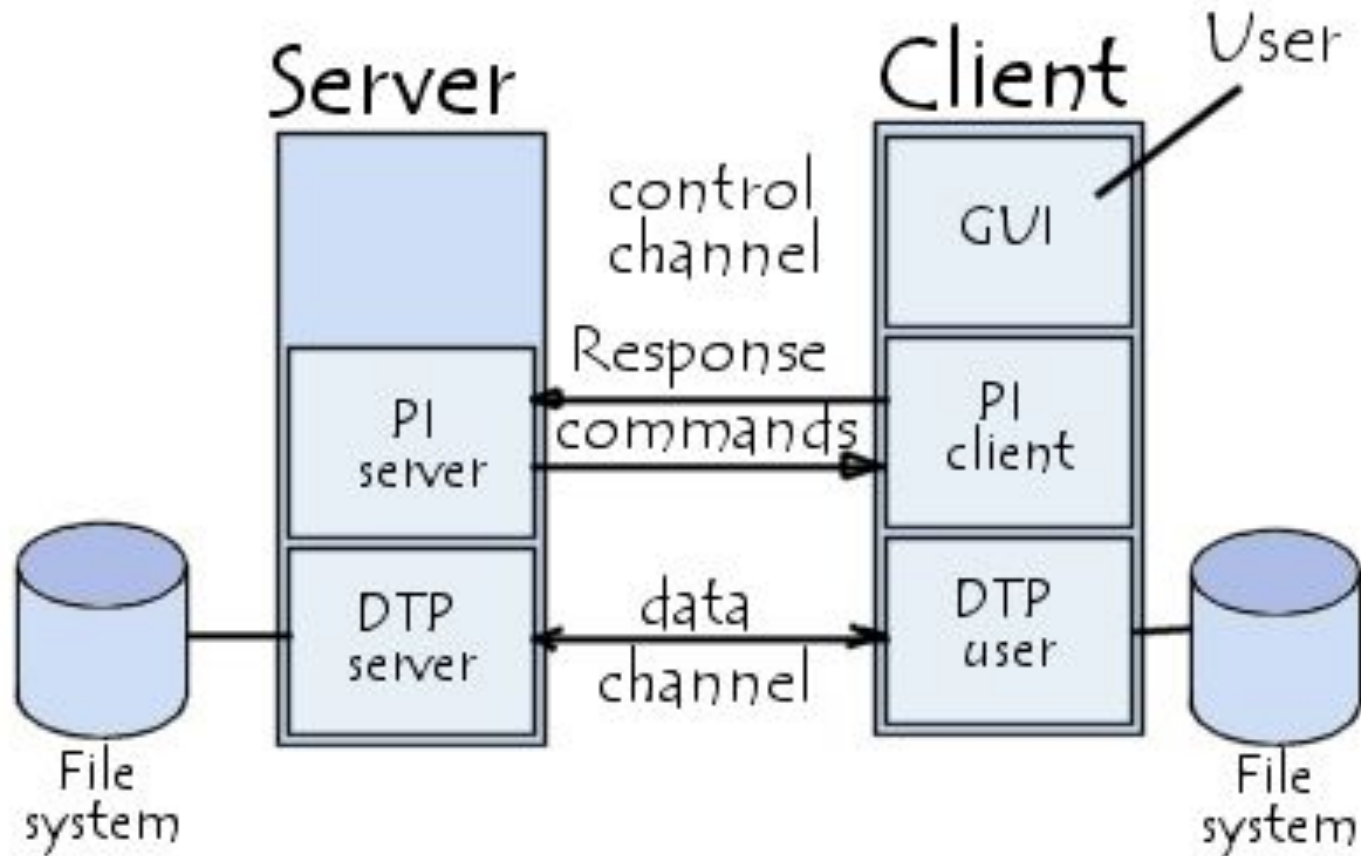 Server
Client
User
control
channel
GUI
Response
commands
PI
server
PI
client
DTP
server
data
channel
DTP
user
File
system
File
system